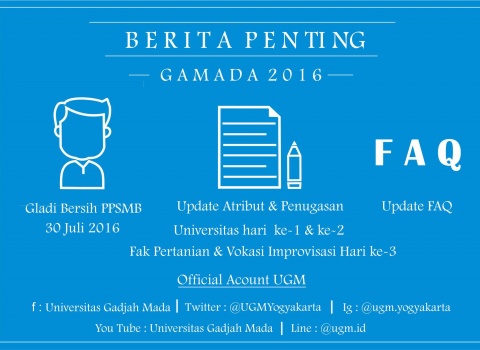 BERITA PENTING
GAMADA 2016
Gladi Bersih PPSMB
30 Juli 2016
Update Atribut & Penugasan
Universitas hari ke-1 & ke-2
Fak Pertanian & Vokasi Improvisasi Hari ke-3
FAQ
Update FAQ
Official Acount UGM
f : Universitas Gadjah Mada | Twitter : @UGMYogyakarta | Ig : @ugm.yogyakarta
You Tube : Universitas Gadjah Mada | Line : @ugm.id